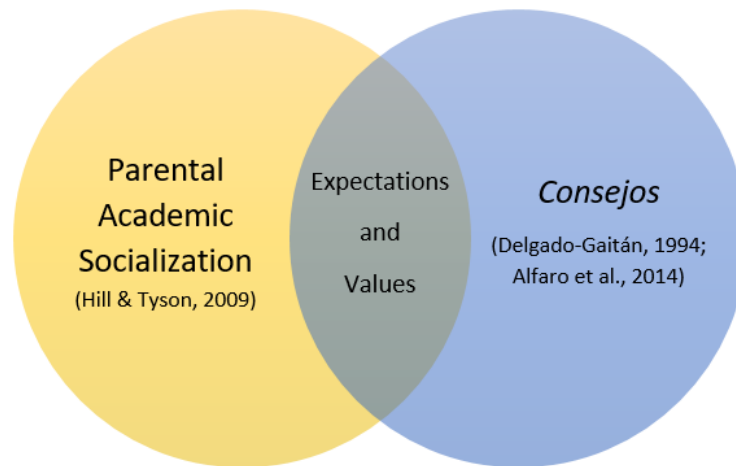 Parental
Academic
Socialization
(Hill & Tyson, 2009)
Expectations
and
Values
Consejos
(Delgado-Gaitán, 1994;
Alfaro et al., 2014)